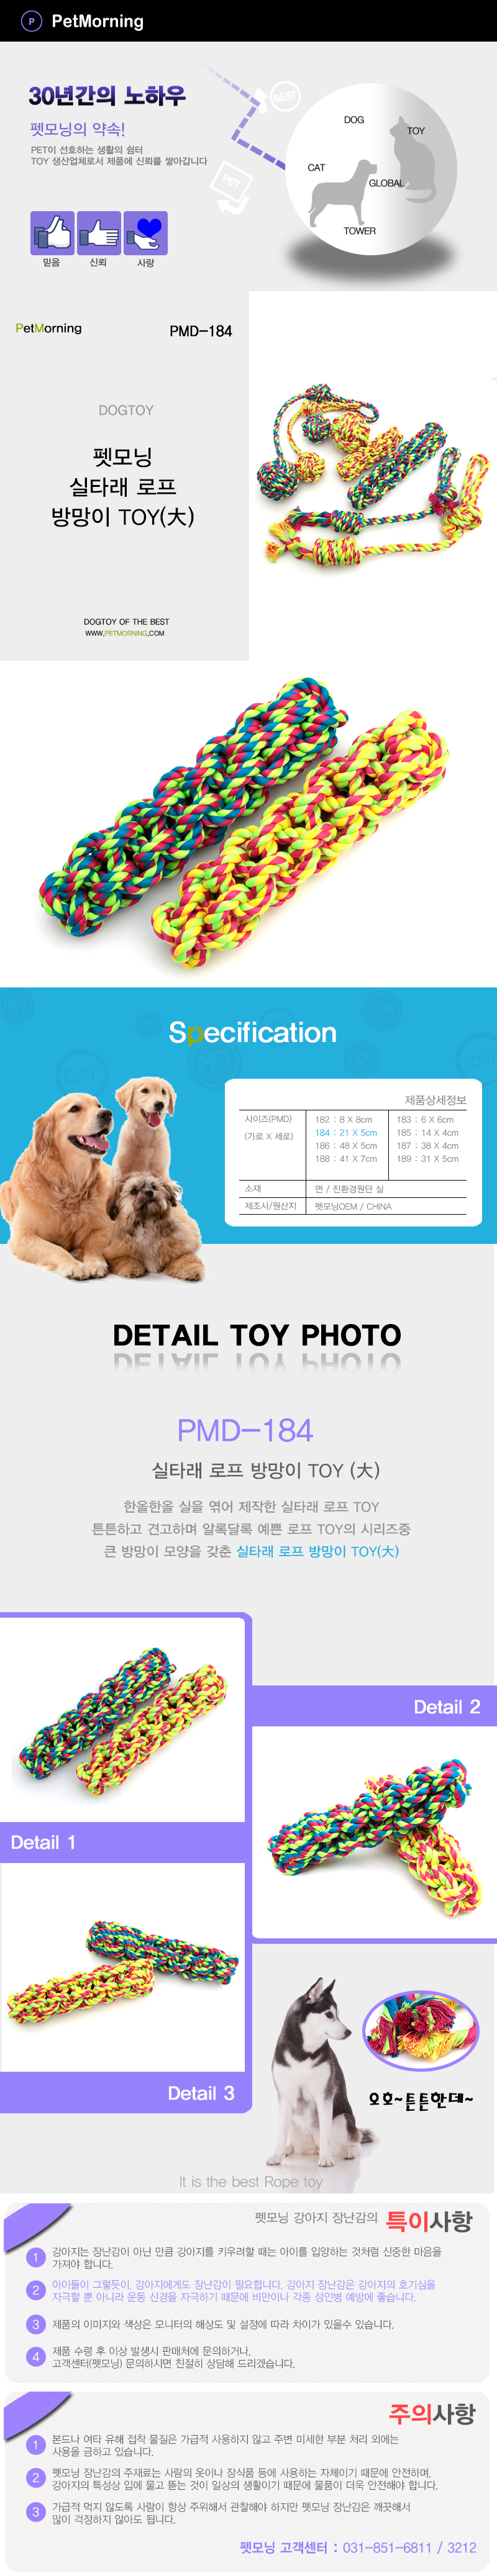 P PetMorning
30년간의 노하우
펫모닝의 약속!
PET이 선호하는 생활의 쉼터
TOY 생산업체로서 제품에 신뢰를 쌓아갑니다
BEST
PET
DOG
TOY
CAT
GLOBAL
TOWER
믿음 신뢰 사랑
PetMorning
PMD-184
DOGTOY
펫모닝
실타래 로프
방망이 TOY(大)
DOGTOY OF THE BEST
WWW.PETMORNING.COM
Specification
CAT
PET
제품상세정보
사이즈(PMD)
(가로 X 세로)
182 : 8 X 8cm
183 : 6 X 6cm
184 : 21 X 5cm
185 : 14 X 4cm
186 : 48 X 5cm
187 : 38 X 4cm
188 : 41 X 7cm
189 : 31 X 5cm
소재
면 / 친환경원단 실
제조사/원산지
펫모닝OEM / CHINA
DETAIL TOY PHOTO
PMD-184
실타래 로프 방망이 TOY (大)
한올한올 실을 엮어 제작한 실타래 로프 TOY
튼튼하고 견고하며 알록달록 예쁜 로프 TOY의 시리즈중
큰 방망이 모양을 갖춘 실타래 로프 방망이 TOY(大)
Detail 2
Detail 1
Detail 3
오호~튼튼한데~
It is the best Rope toy
펫모닝 강아지 장난감의 특이사항
1 강아지는 장난감이 아닌 만큼 강아지를 키우려할 때는 아이를 입양하는 것처럼 신중한 마음을
가져야 합니다.
2 아이들이 그렇듯이, 강아지에게도 장난감이 필요합니다. 강아지 장난감은 강아지의 호기심을
자극할 뿐 아니라 운동 신경을 자극하기 때문에 비만이나 각종 성인병 예방에 좋습니다.
3 제품의 이미지와 색상은 모니터의 해상도 및 설정에 따라 차이가 있을수 있습니다.
4 제품 수령 후 이상 발생시 판매처에 문의하거나,
고객센터(펫모닝) 문의하시면 친절히 상담해 드리겠습니다.
주의사항
1 본드나 여타 유해 접착 물질은 가급적 사용하지 않고 주변 미세한 부분 처리 외에는
사용을 금하고 있습니다.
2 펫모닝 장난감의 주재료는 사람의 옷이나 장식품 등에 사용하는 자체이기 때문에 안전하며,
강아지의 특성상 입에 물고 뜯는 것이 일상의 생활이기 때문에 물품이 더욱 안전해야 합니다.
3 가급적 먹지 않도록 사람이 항상 주위해서 관찰해야 하지만 펫모닝 장난감은 깨끗해서
많이 걱정하지 않아도 됩니다.
펫모닝 고객센터 : 031-851-6811 / 3212